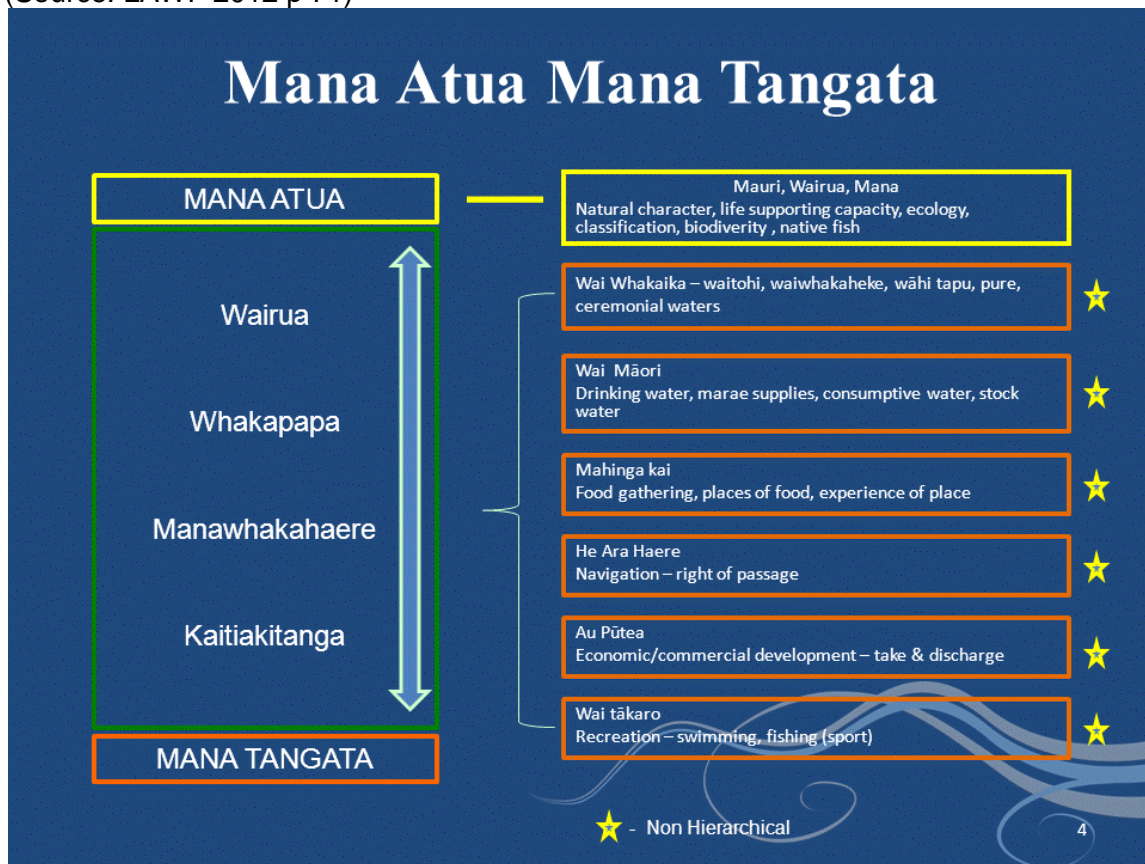 Mana Atua Mana Tangata
MANA ATUA
Wairua
Whakapapa
Manawhakahaere
Kaitiakitanga
MANA TANGATA
Mauri, Wairua, Mana
Natural character, life supporting capacity, ecology,
classification, biodiverity , native fish
Wai Whakaika – waitohi, waiwhakaheke, wāhi tapu, pure,
ceremonial waters
Wai Māori
Drinking water, marae supplies, consumptive water, stock
water
Mahinga kai
Food gathering, places of food, experience of place
He Ara Haere
Navigation – right of passage
Au Pūtea
Economic/commercial development – take & discharge
Wai tākaro
Recreation – swimming, fishing (sport)
- Non Hierarchical
4